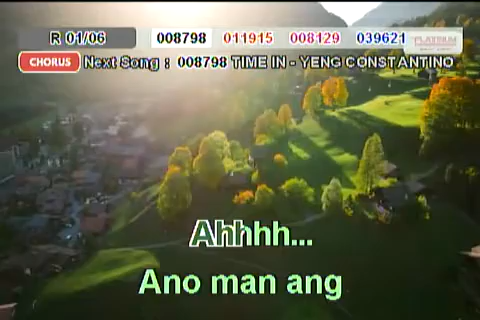 R 01/06 008798 011915 008129 039621 PLATINUM
CHORUS Next Song : 008798 TIME IN - YENG CONSTANTINO
Ahhhh...
Ano man ang